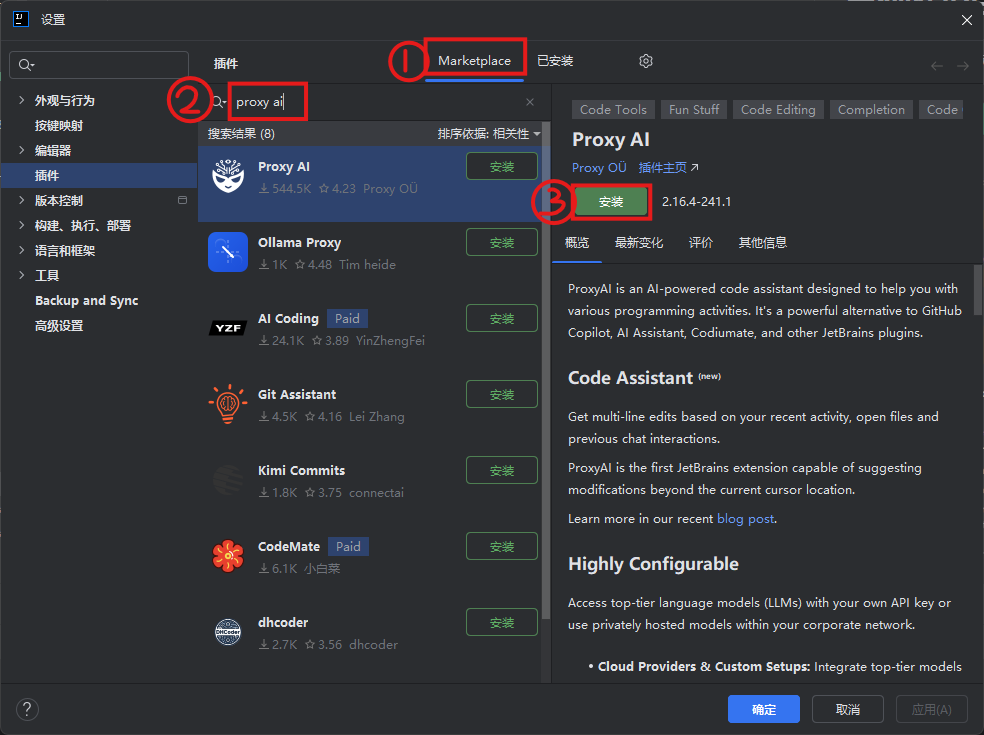 设置
插件
① Marketplace 已安装
② proxy ai
搜索结果 (8) 排序依据: 相关性
外观与行为
按键映射
编辑器
插件
版本控制
构建、执行、部署
语言和框架
工具
Backup and Sync
高级设置
Proxy AI 安装
544.5K 4.23 Proxy OÜ
Ollama Proxy 安装
1K 4.48 Tim heide
YZF
AI Coding Paid 安装
24.1K 3.89 YinZhengFei
Git Assistant 安装
4.5K 4.16 Lei Zhang
Kimi Commits 安装
1.8K 3.75 connectai
CodeMate Paid 安装
6.1K 小白菜
DHCoder
dhcoder 安装
2.7K 3.56 dhcoder
Code Tools Fun Stuff Code Editing Completion Code
Proxy AI
Proxy OÜ 插件主页
③ 安装 2.16.4-241.1
概览 最新变化 评价 其他信息
ProxyAI is an AI-powered code assistant designed to help you with
various programming activities. It's a powerful alternative to GitHub
Copilot, AI Assistant, Codiumate, and other JetBrains plugins.
Code Assistant (new)
Get multi-line edits based on your recent activity, open files and
previous chat interactions.
ProxyAI is the first JetBrains extension capable of suggesting
modifications beyond the current cursor location.
Learn more in our recent blog post.
Highly Configurable
Access top-tier language models (LLMs) with your own API key or
use privately hosted models within your corporate network.
• Cloud Providers & Custom Setups: Integrate top-tier models
?
确定 取消 应用(A)